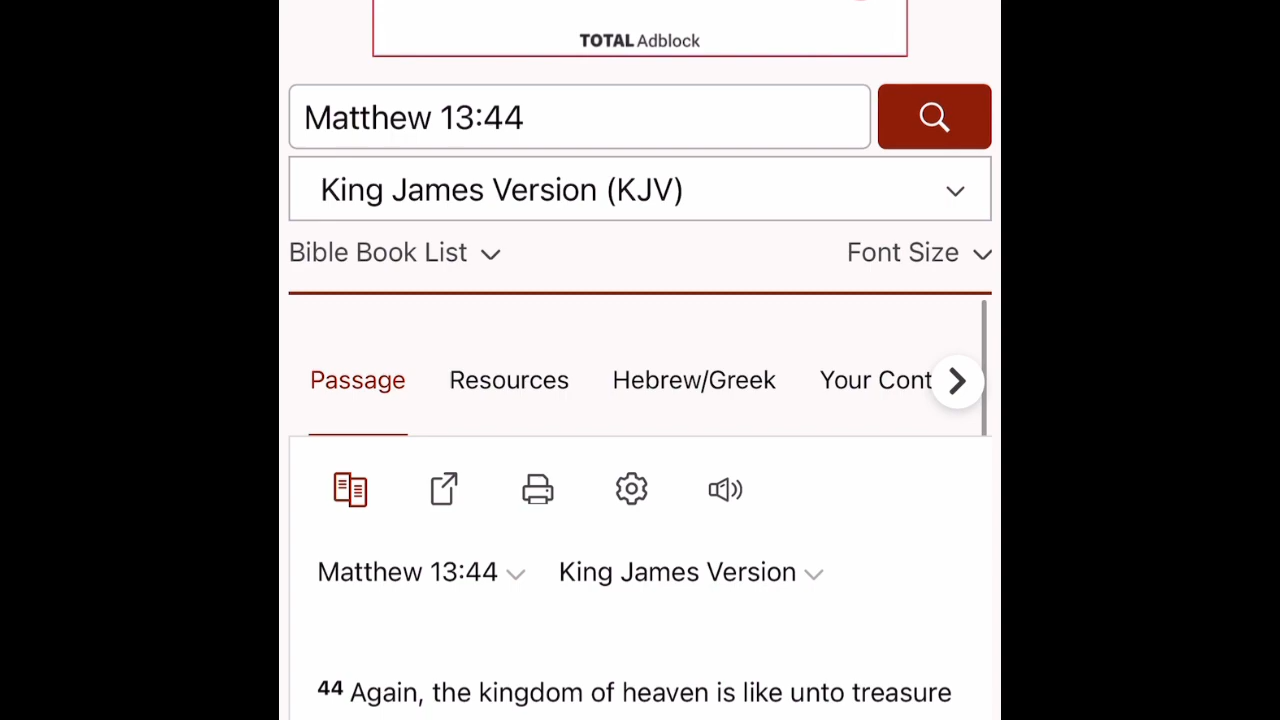 TOTAL Adblock
Matthew 13:44
King James Version (KJV)
Bible Book List
Font Size
Passage Resources Hebrew/Greek Your Cont
Matthew 13:44 King James Version
44 Again, the kingdom of heaven is like unto treasure